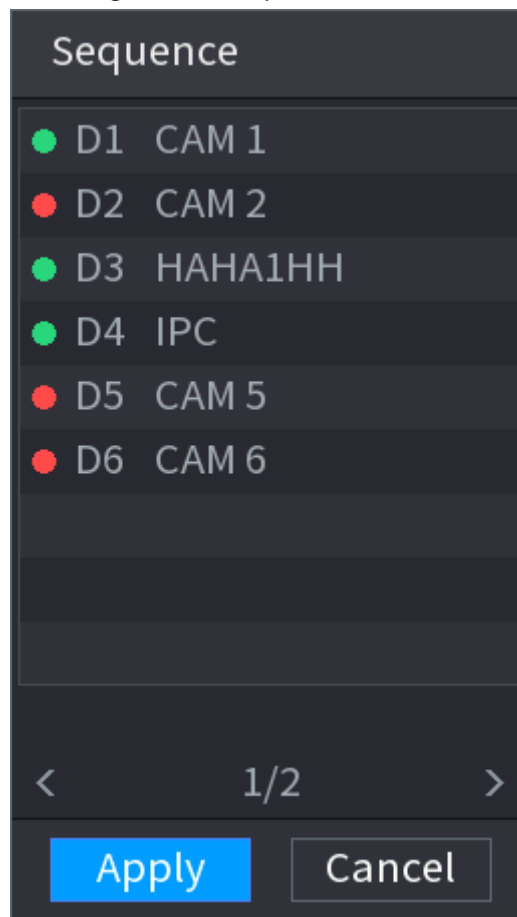 Sequence
D1 CAM 1
D2 CAM 2
D3 HAHA1HH
D4 IPC
D5 CAM 5
D6 CAM 6
< 1/2 >
Apply Cancel